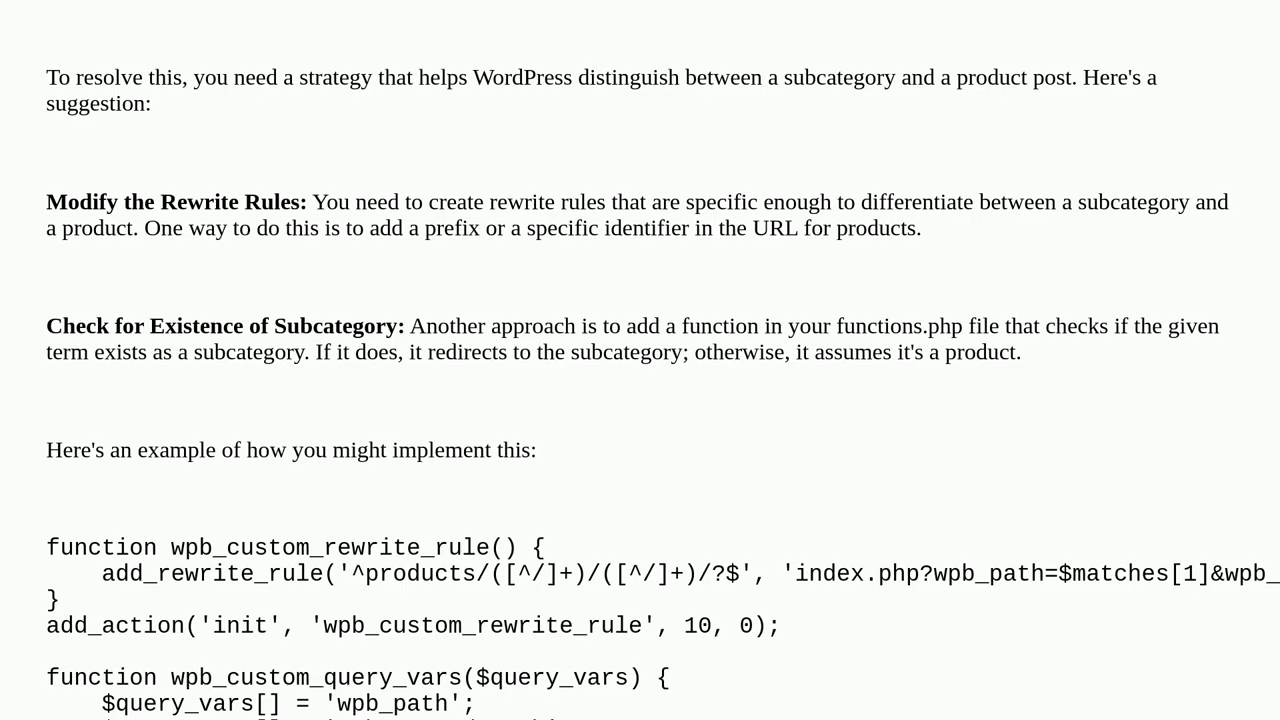 To resolve this, you need a strategy that helps WordPress distinguish between a subcategory and a product post. Here's a
suggestion:
Modify the Rewrite Rules: You need to create rewrite rules that are specific enough to differentiate between a subcategory and
a product. One way to do this is to add a prefix or a specific identifier in the URL for products.
Check for Existence of Subcategory: Another approach is to add a function in your functions.php file that checks if the given
term exists as a subcategory. If it does, it redirects to the subcategory; otherwise, it assumes it's a product.
Here's an example of how you might implement this:
function wpb_custom_rewrite_rule() {
    add_rewrite_rule('^products/([^/]+)/([^/]+)/?$', 'index.php?wpb_path=$matches[1]&wpb_
}
add_action('init', 'wpb_custom_rewrite_rule', 10, 0);
function wpb_custom_query_vars($query_vars) {
    $query_vars[] = 'wpb_path';